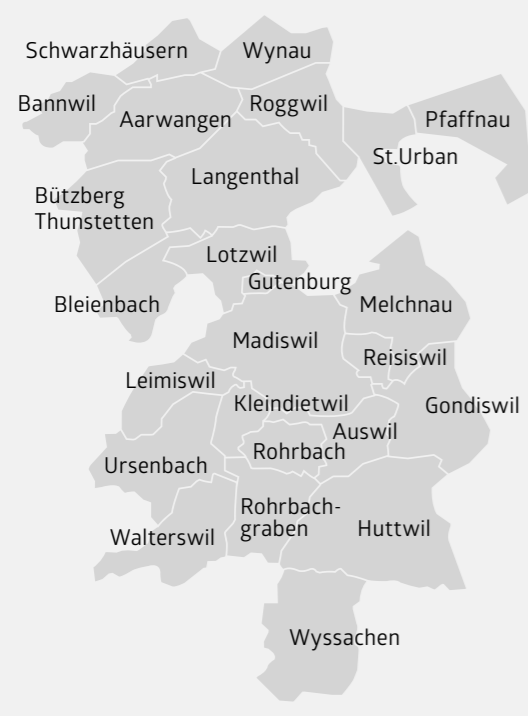 Schwarzhäusern
Wynau
Bannwil
Aarwangen
Roggwil
Pfaffnau
St.Urban
Langenthal
Bützberg
Thunstetten
Lotzwil
Gutenburg
Bleienbach
Melchnau
Madiswil
Reisiswil
Leimiswil
Kleindietwil
Gondiswil
Auswil
Rohrbach
Ursenbach
Rohrbach-
graben
Walterswil
Huttwil
Wyssachen